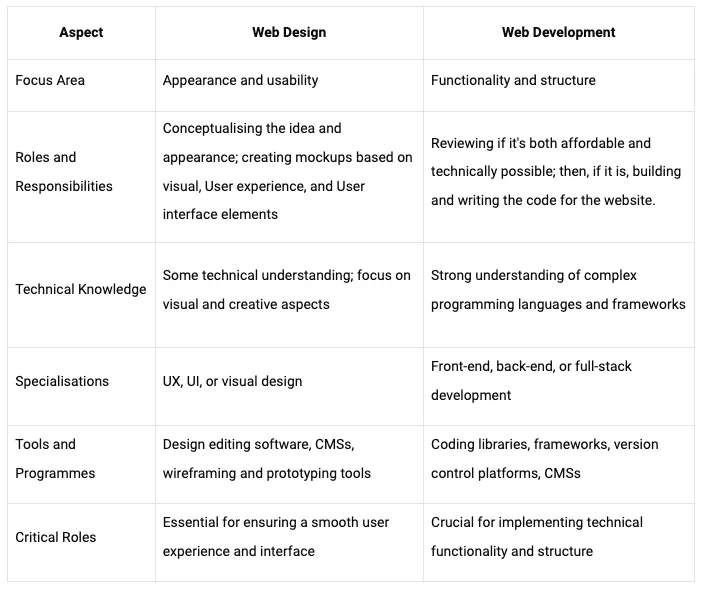 Aspect Web Design Web Development
Focus Area Appearance and usability Functionality and structure
Roles and
Responsibilities
Conceptualising the idea and
appearance; creating mockups based on
visual, User experience, and User
interface elements
Reviewing if it's both affordable and
technically possible; then, if it is, building
and writing the code for the website.
Technical Knowledge
Some technical understanding; focus on
visual and creative aspects
Strong understanding of complex
programming languages and frameworks
Specialisations
UX, UI, or visual design
Front-end, back-end, or full-stack
development
Tools and
Programmes
Design editing software, CMSs,
wireframing and prototyping tools
Coding libraries, frameworks, version
control platforms, CMSs
Critical Roles
Essential for ensuring a smooth user
experience and interface
Crucial for implementing technical
functionality and structure